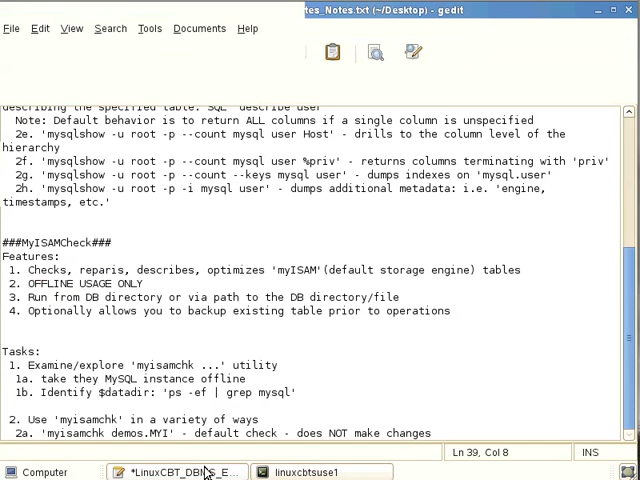 tes_Notes.txt (~/Desktop) - gedit
File Edit View Search Tools Documents Help
describing the specified table. SQL 'describe user'
Note: Default behavior is to return ALL columns if a single column is unspecified
2e. 'mysqlshow -u root -p --count mysql user Host' - drills to the column level of the
hierarchy
2f. 'mysqlshow -u root -p --count mysql user %priv' - returns columns terminating with 'priv'
2g. 'mysqlshow -u root -p --count --keys mysql user' - dumps indexes on 'mysql.user'
2h. 'mysqlshow -u root -p -i mysql user' - dumps additional metadata: i.e. 'engine,
timestamps, etc.'
###MyISAMCheck###
Features:
1. Checks, reparis, describes, optimizes 'myISAM'(default storage engine) tables
2. OFFLINE USAGE ONLY
3. Run from DB directory or via path to the DB directory/file
4. Optionally allows you to backup existing table prior to operations
Tasks:
1. Examine/explore 'myisamchk ...' utility
1a. take they MySQL instance offline
1b. Identify $datadir: 'ps -ef | grep mysql'
2. Use 'myisamchk' in a variety of ways
2a. 'myisamchk demos.MYI' - default check - does NOT make changes
Ln 39, Col 8 INS
Computer *LinuxCBT_DBMS_E... linuxcbtsuse1